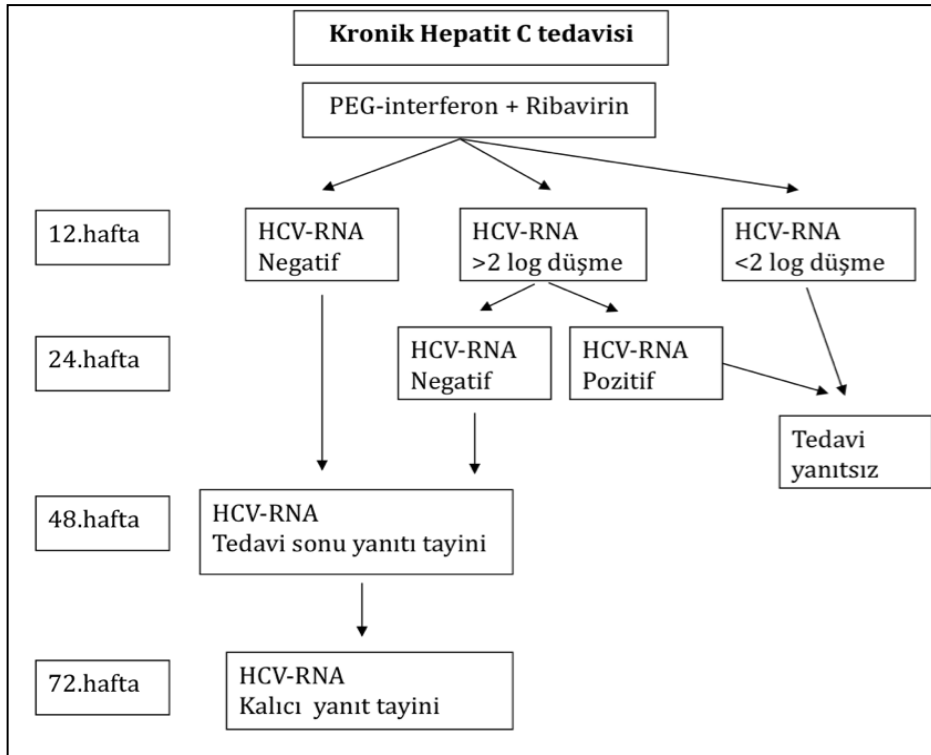 Kronik Hepatit C tedavisi
PEG-interferon + Ribavirin
12.hafta
HCV-RNA
Negatif
HCV-RNA
>2 log düşme
HCV-RNA
<2 log düşme
24.hafta
HCV-RNA
Negatif
HCV-RNA
Pozitif
Tedavi
yanıtsız
48.hafta
HCV-RNA
Tedavi sonu yanıtı tayini
72.hafta
HCV-RNA
Kalıcı yanıt tayini